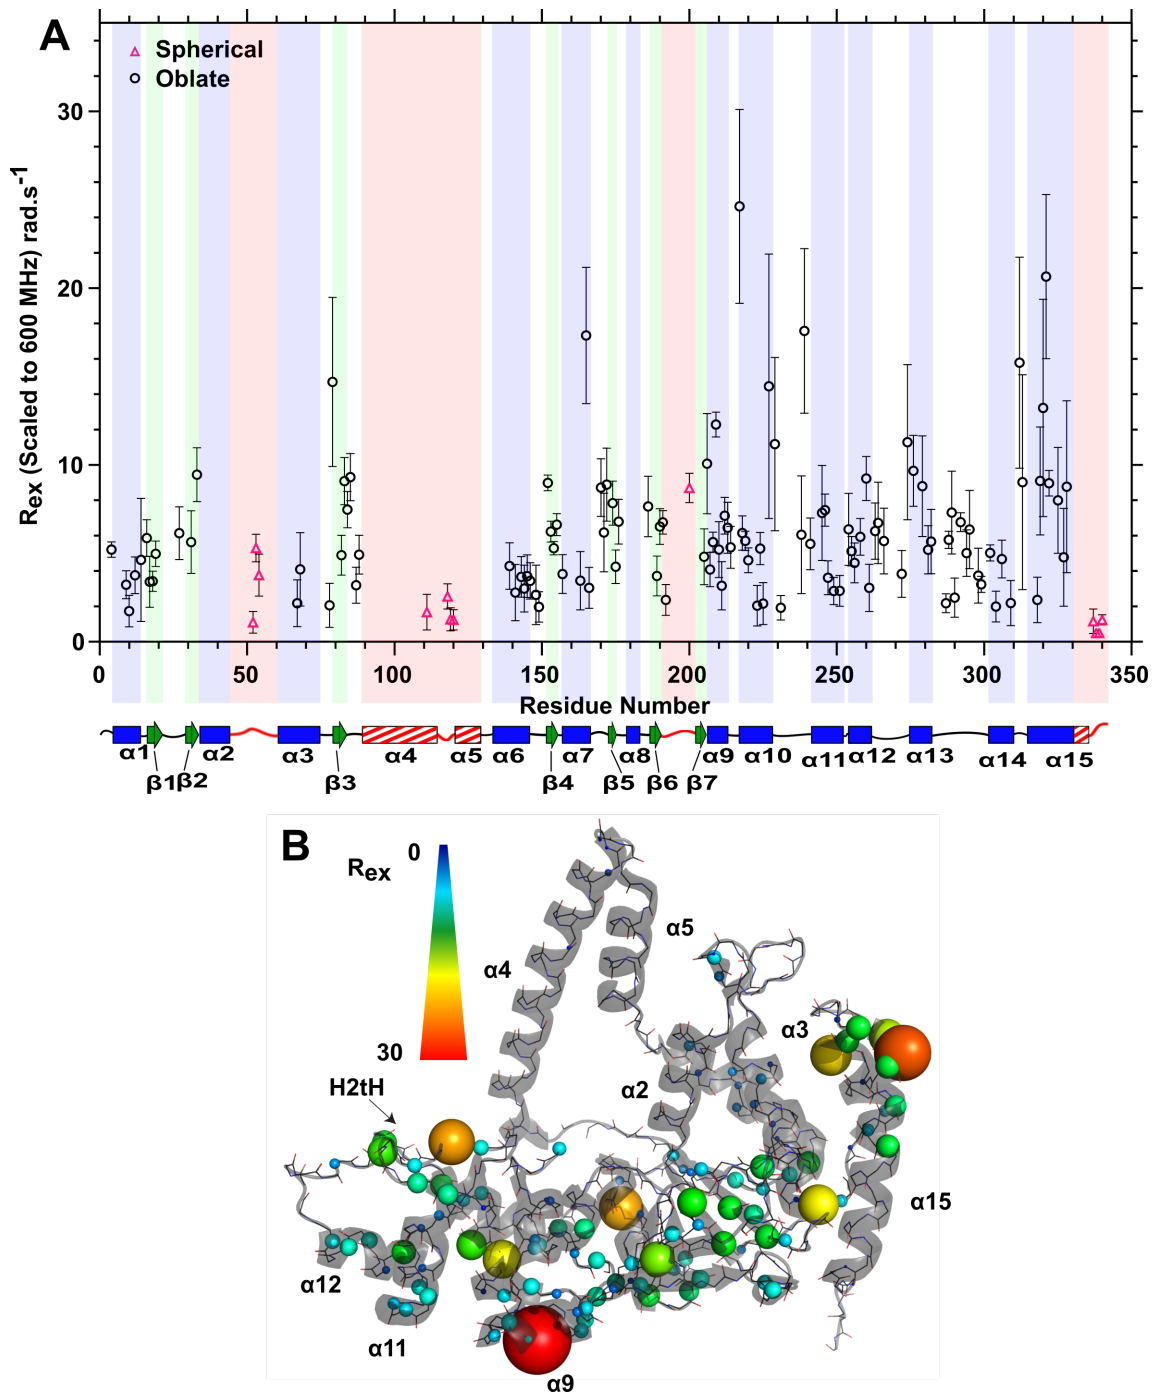 A
Spherical
Oblate
Rex (Scaled to 600 MHz) rad.s-1
30
20
10
0
0 50 100 150 200 250 300 350
Residue Number
α1 α2 α3 α4 α5 α6 α7 α8 α9 α10 α11 α12 α13 α14 α15
β1 β2 β3 β4 β5 β6 β7
B
Rex
0
30
α5
α4
α3
H2tH
α2
α15
α12
α11
α9